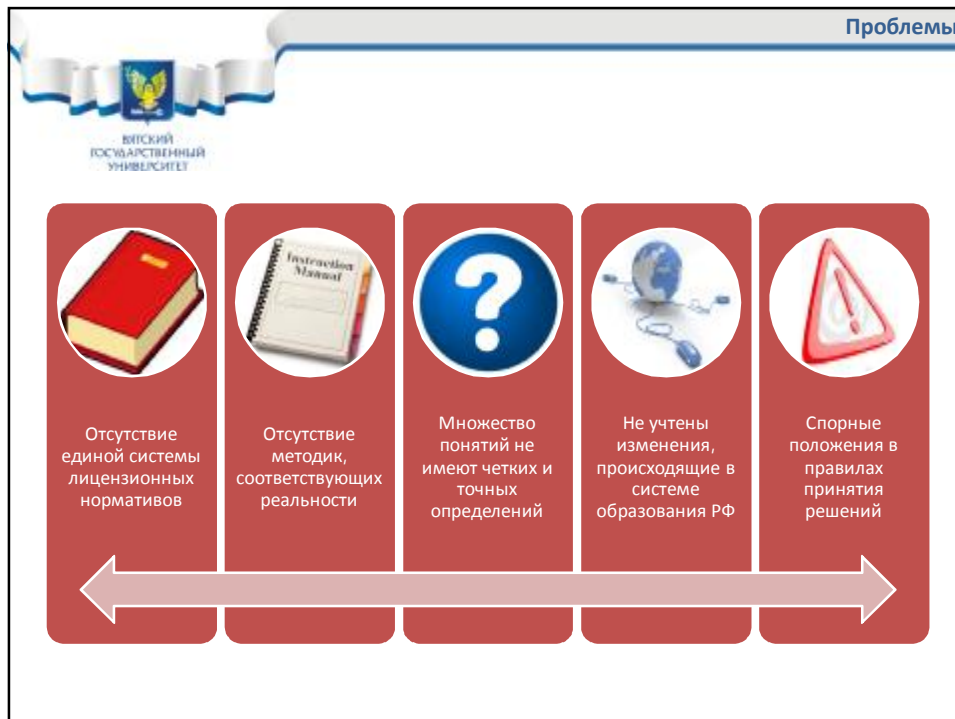 Проблемы
ВЯТСКИЙ
ГОСУДАРСТВЕННЫЙ
УНИВЕРСИТЕТ
Instruction
Manual
Отсутствие
единой системы
лицензионных
нормативов
Отсутствие
методик,
соответствующих
реальности
Множество
понятий не
имеют четких и
точных
определений
Не учтены
изменения,
происходящие в
системе
образования РФ
Спорные
положения в
правилах
принятия
решений